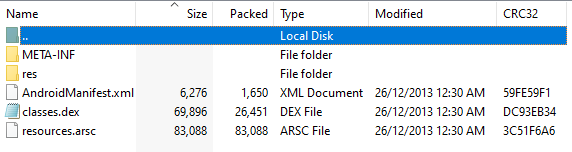 Name Size Packed Type Modified CRC32
.. Local Disk
META-INF File folder
res File folder
AndroidManifest.xml 6,276 1,650 XML Document 26/12/2013 12:30 AM 59FE59F1
classes.dex 69,896 26,451 DEX File 26/12/2013 12:30 AM DC93EB34
resources.arsc 83,088 83,088 ARSC File 26/12/2013 12:30 AM 3C51F6A6